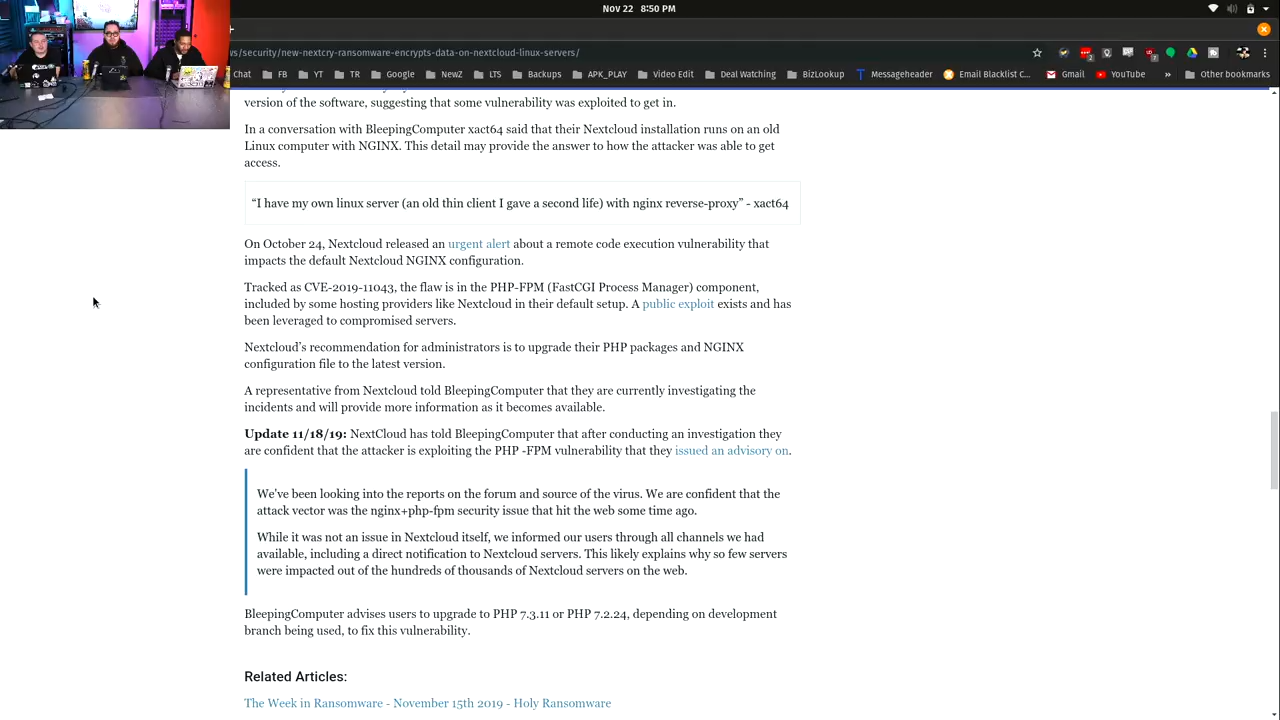 Nov 22 8:50 PM
s/security/new-nextcry-ransomware-encrypts-data-on-nextcloud-linux-servers/
Chat FB YT Deal Watching BizLookup Gmail YouTube Other bookmarks
version of the software, suggesting that some vulnerability was exploited to get in.
In a conversation with BleepingComputer xact64 said that their Nextcloud installation runs on an old
Linux computer with NGINX. This detail may provide the answer to how the attacker was able to get
access.
“I have my own linux server (an old thin client I gave a second life) with nginx reverse-proxy” - xact64
On October 24, Nextcloud released an urgent alert about a remote code execution vulnerability that
impacts the default Nextcloud NGINX configuration.
Tracked as CVE-2019-11043, the flaw is in the PHP-FPM (FastCGI Process Manager) component,
included by some hosting providers like Nextcloud in their default setup. A public exploit exists and has
been leveraged to compromised servers.
Nextcloud’s recommendation for administrators is to upgrade their PHP packages and NGINX
configuration file to the latest version.
A representative from Nextcloud told BleepingComputer that they are currently investigating the
incidents and will provide more information as it becomes available.
Update 11/18/19: NextCloud has told BleepingComputer that after conducting an investigation they
are confident that the attacker is exploiting the PHP -FPM vulnerability that they issued an advisory on.
We've been looking into the reports on the forum and source of the virus. We are confident that the
attack vector was the nginx+php-fpm security issue that hit the web some time ago.
While it was not an issue in Nextcloud itself, we informed our users through all channels we had
available, including a direct notification to Nextcloud servers. This likely explains why so few servers
were impacted out of the hundreds of thousands of Nextcloud servers on the web.
BleepingComputer advises users to upgrade to PHP 7.3.11 or PHP 7.2.24, depending on development
branch being used, to fix this vulnerability.
Related Articles:
The Week in Ransomware - November 15th 2019 - Holy Ransomware